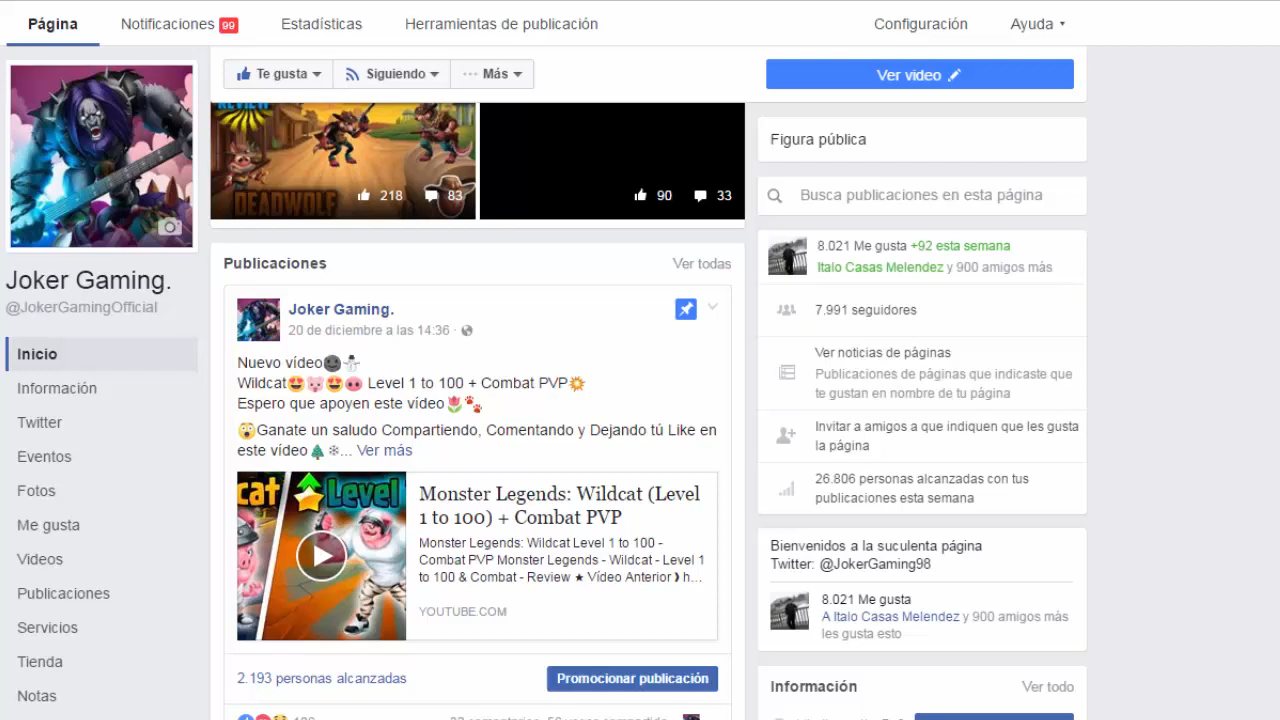 Página
Notificaciones 99
Estadísticas
Herramientas de publicación
Configuración
Ayuda
Joker Gaming.
@JokerGamingOfficial
Inicio
Información
Twitter
Eventos
Fotos
Me gusta
Videos
Publicaciones
Servicios
Tienda
Notas
Te gusta
Siguiendo
Más
REVIEW
DEADWOLF
218 83
90 33
Publicaciones
Ver todas
Joker Gaming.
20 de diciembre a las 14:36 ·
Nuevo vídeo🌚⛄
Wildcat😍🐷😍🐽 Level 1 to 100 + Combat PVP💥
Espero que apoyen este vídeo🌷🐾
😲Ganate un saludo Compartiendo, Comentando y Dejando tú Like en
este vídeo🌲❄... Ver más
cat Level
Monster Legends: Wildcat (Level
1 to 100) + Combat PVP
Monster Legends: Wildcat Level 1 to 100 -
Combat PVP Monster Legends - Wildcat - Level 1
to 100 & Combat - Review ★ Vídeo Anterior ❱ h...
YOUTUBE.COM
2.193 personas alcanzadas
Promocionar publicación
Ver video
Figura pública
Busca publicaciones en esta página
8.021 Me gusta +92 esta semana
Italo Casas Melendez y 900 amigos más
7.991 seguidores
Ver noticias de páginas
Publicaciones de páginas que indicaste que
te gustan en nombre de tu página
Invitar a amigos a que indiquen que les gusta
la página
26.806 personas alcanzadas con tus
publicaciones esta semana
Bienvenidos a la suculenta página
Twitter: @JokerGaming98
8.021 Me gusta
A Italo Casas Melendez y 900 amigos más
les gusta esto
Información
Ver todo